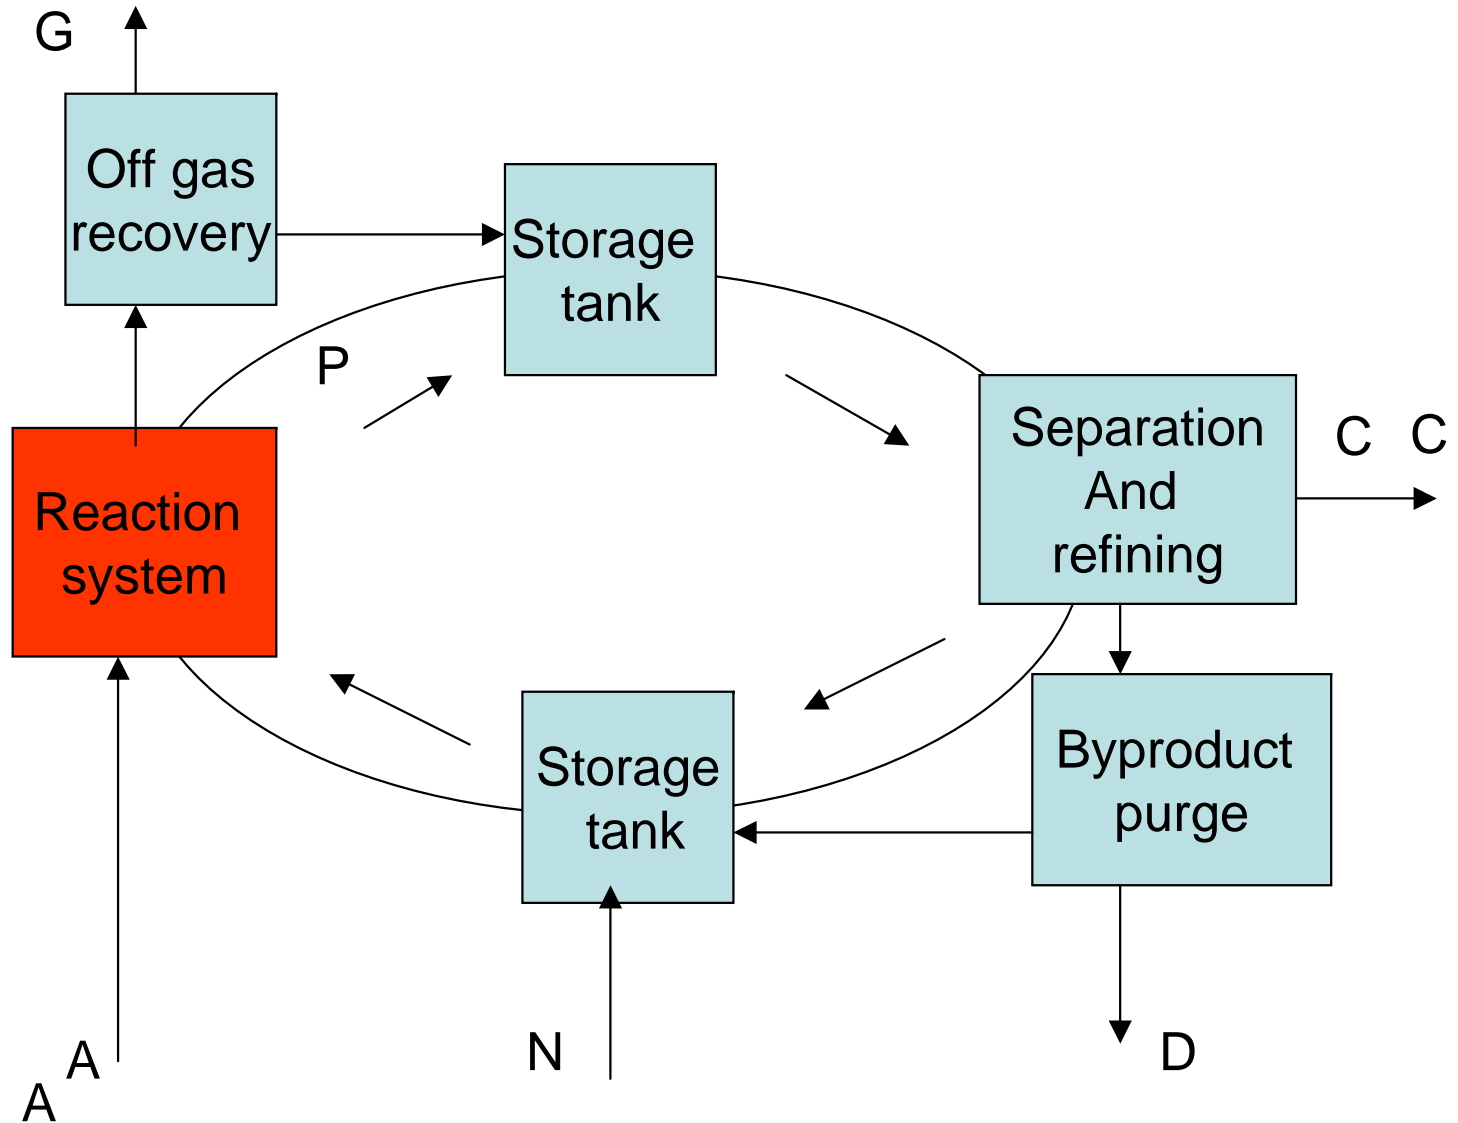 G
Off gas
recovery
Storage
tank
P
Separation
And
refining
C C
Reaction
system
Storage
tank
Byproduct
purge
A
A
N
D